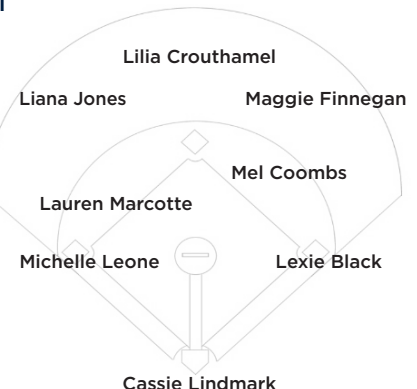 Lilia Crouthamel
Liana Jones
Maggie Finnegan
Mel Coombs
Lauren Marcotte
Michelle Leone
Lexie Black
Cassie Lindmark